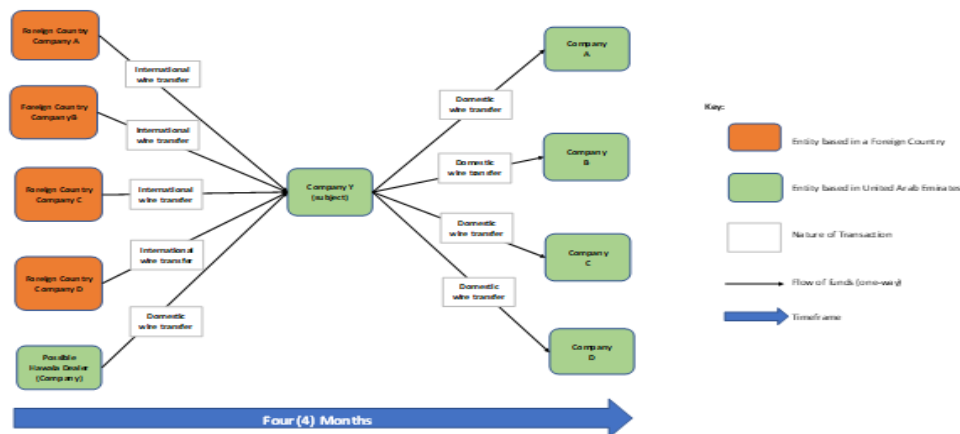 Foreign Country
Company A
International
wire transfer
Foreign Country
Company B
International
wire transfer
Foreign Country
Company C
International
wire transfer
Foreign Country
Company D
International
wire transfer
Possible
Hawala Dealer
(Company)
Domestic
wire transfer
Company Y
(subject)
Domestic
wire transfer
Company
A
Domestic
wire transfer
Company
B
Domestic
wire transfer
Company
C
Domestic
wire transfer
Company
D
Key:
Entity based in a Foreign Country
Entity based in United Arab Emirates
Nature of Transaction
Flow of funds (one-way)
Timeframe
Four (4) Months